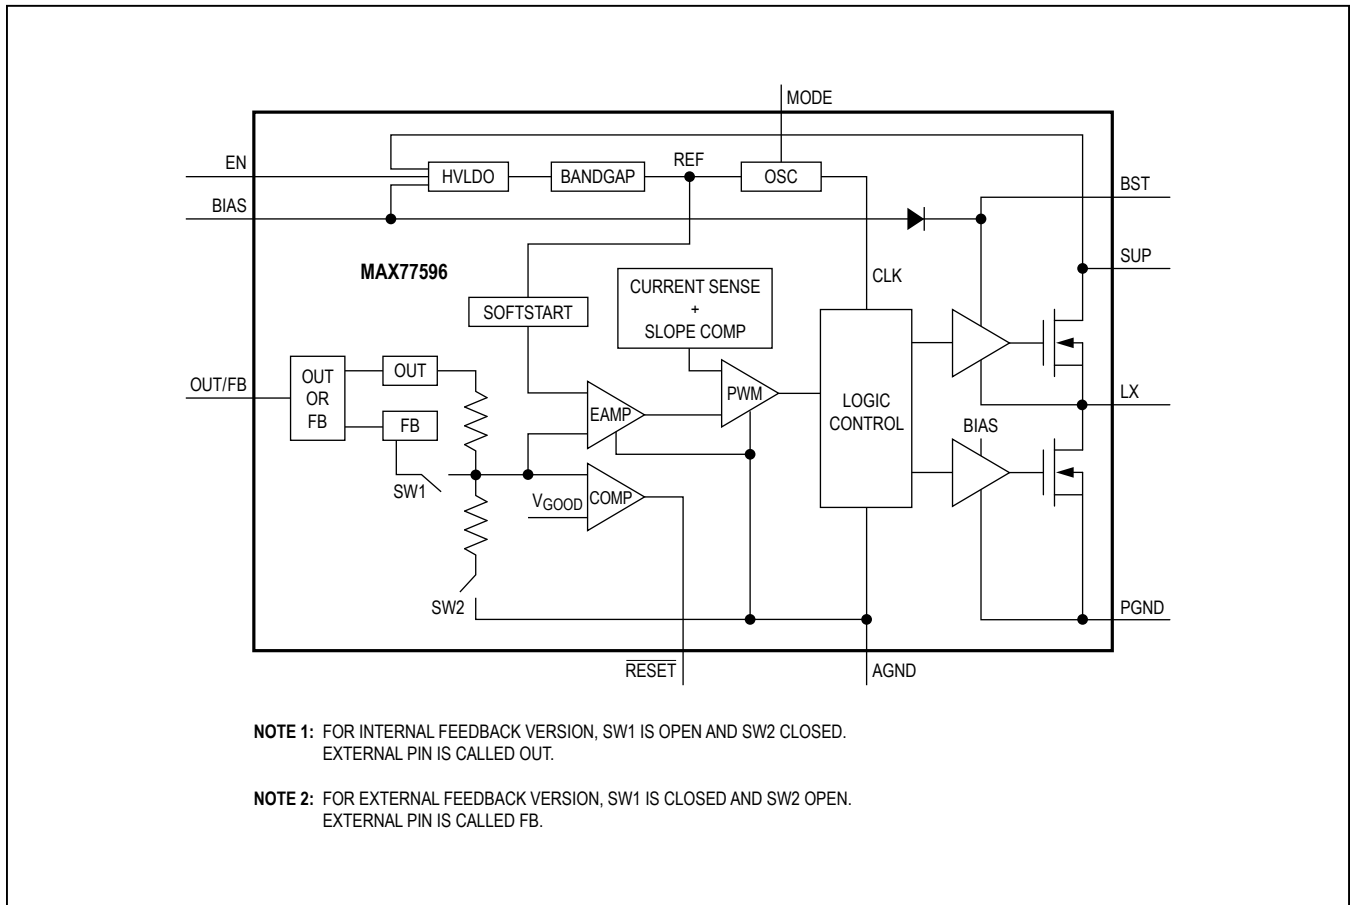 MODE
EN
HVLDO
BANDGAP
REF
OSC
BST
BIAS
SUP
MAX77596
CURRENT SENSE
+
SLOPE COMP
CLK
SOFTSTART
OUT/FB
OUT
OR
FB
OUT
FB
SW1
EAMP
PWM
LOGIC
CONTROL
LX
BIAS
VGOOD
COMP
SW2
PGND
RESET
AGND
NOTE 1: FOR INTERNAL FEEDBACK VERSION, SW1 IS OPEN AND SW2 CLOSED.
EXTERNAL PIN IS CALLED OUT.
NOTE 2: FOR EXTERNAL FEEDBACK VERSION, SW1 IS CLOSED AND SW2 OPEN.
EXTERNAL PIN IS CALLED FB.